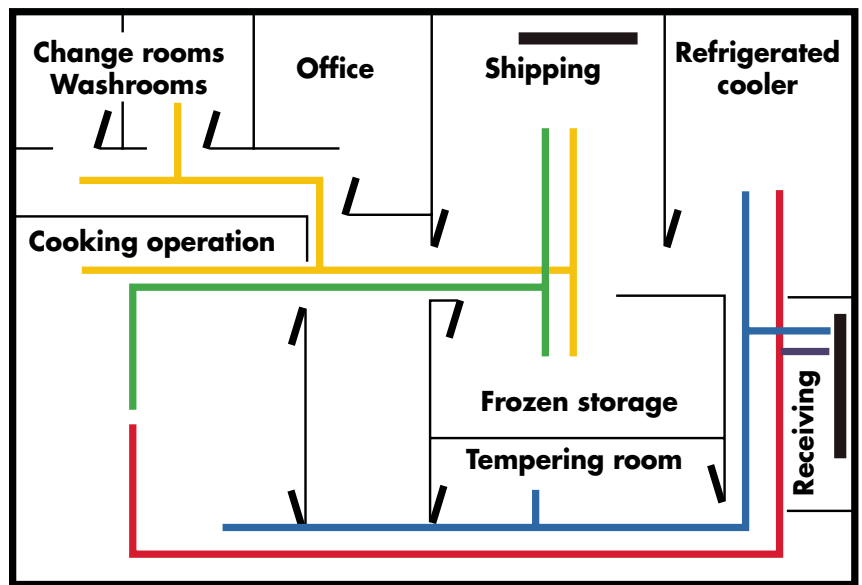 Change rooms
Washrooms
Office
Shipping
Refrigerated
cooler
Cooking operation
Frozen storage
Tempering room
Receiving